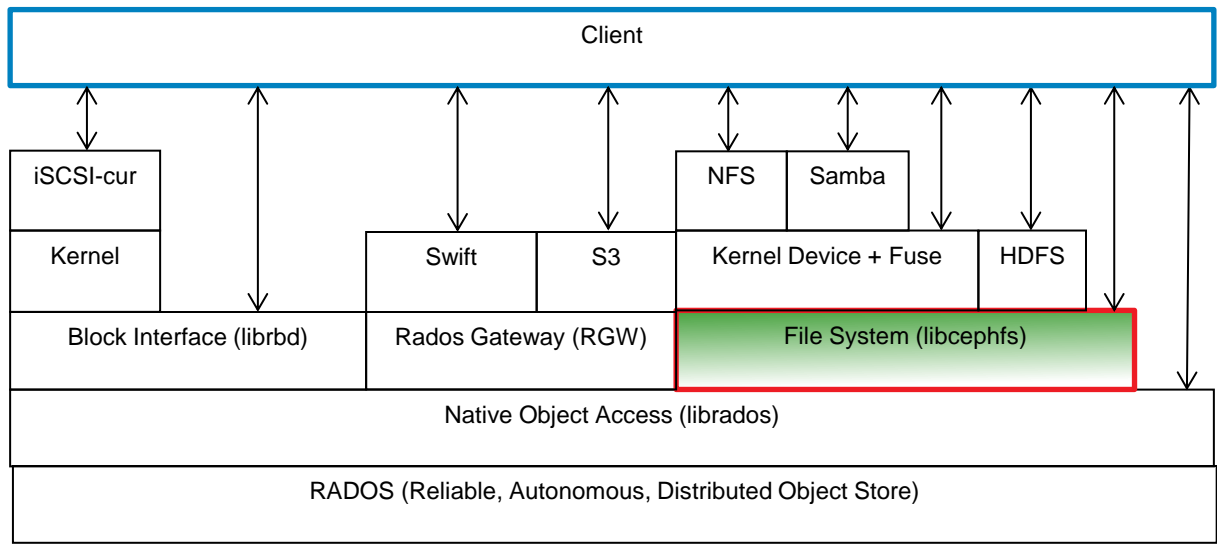 Client
iSCSI-cur
NFS
Samba
Kernel
Swift
S3
Kernel Device + Fuse
HDFS
Block Interface (librbd)
Rados Gateway (RGW)
File System (libcephfs)
Native Object Access (librados)
RADOS (Reliable, Autonomous, Distributed Object Store)